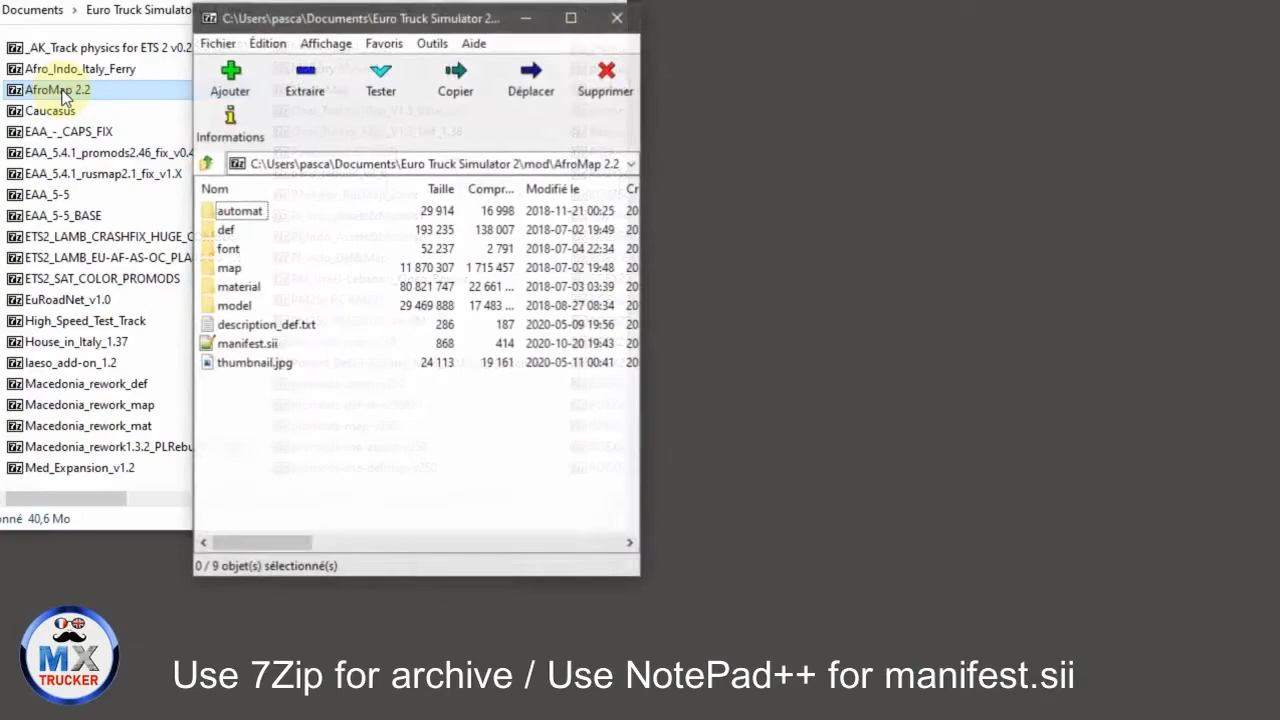 Documents > Euro Truck Simulator
_AK_Track physics for ETS 2 v0.2
Afro_Indo_Italy_Ferry
AfroMap 2.2
Caucasus
EAA_-_CAPS_FIX
EAA_5.4.1_promods2.46_fix_v0.4
EAA_5.4.1_rusmap2.1_fix_v1.X
EAA_5-5
EAA_5-5_BASE
ETS2_LAMB_CRASHFIX_HUGE_C
ETS2_LAMB_EU-AF-AS-OC_PLA
ETS2_SAT_COLOR_PROMODS
EuRoadNet_v1.0
High_Speed_Test_Track
House_in_Italy_1.37
Iaeso_add-on_1.2
Macedonia_rework_def
Macedonia_rework_map
Macedonia_rework_mat
Macedonia_rework1.3.2_PLRebu
Med_Expansion_v1.2
onné 40,6 Mo
C:\Users\pasca\Documents\Euro Truck Simulator 2...
Fichier Édition Affichage Favoris Outils Aide
Ajouter Extraire Tester Copier Déplacer Supprimer
Informations
C:\Users\pasca\Documents\Euro Truck Simulator 2\mod\AfroMap 2.2
Nom Taille Compr... Modifié le Cr
automat 29 914 16 998 2018-11-21 00:25 20
def 193 235 138 007 2018-07-02 19:49 20
font 52 237 2 791 2018-07-04 22:34 20
map 11 870 307 1 715 457 2018-07-02 19:48 20
material 80 821 747 22 661 ... 2018-07-03 03:39 20
model 29 469 888 17 483 ... 2018-08-27 08:34 20
description_def.txt 286 187 2020-05-09 19:56 20
manifest.sii 868 414 2020-10-20 19:43 20
thumbnail.jpg 24 113 19 161 2020-05-11 00:41 20
0 / 9 objet(s) sélectionné(s)
MX
TRUCKER
Use 7Zip for archive / Use NotePad++ for manifest.sii